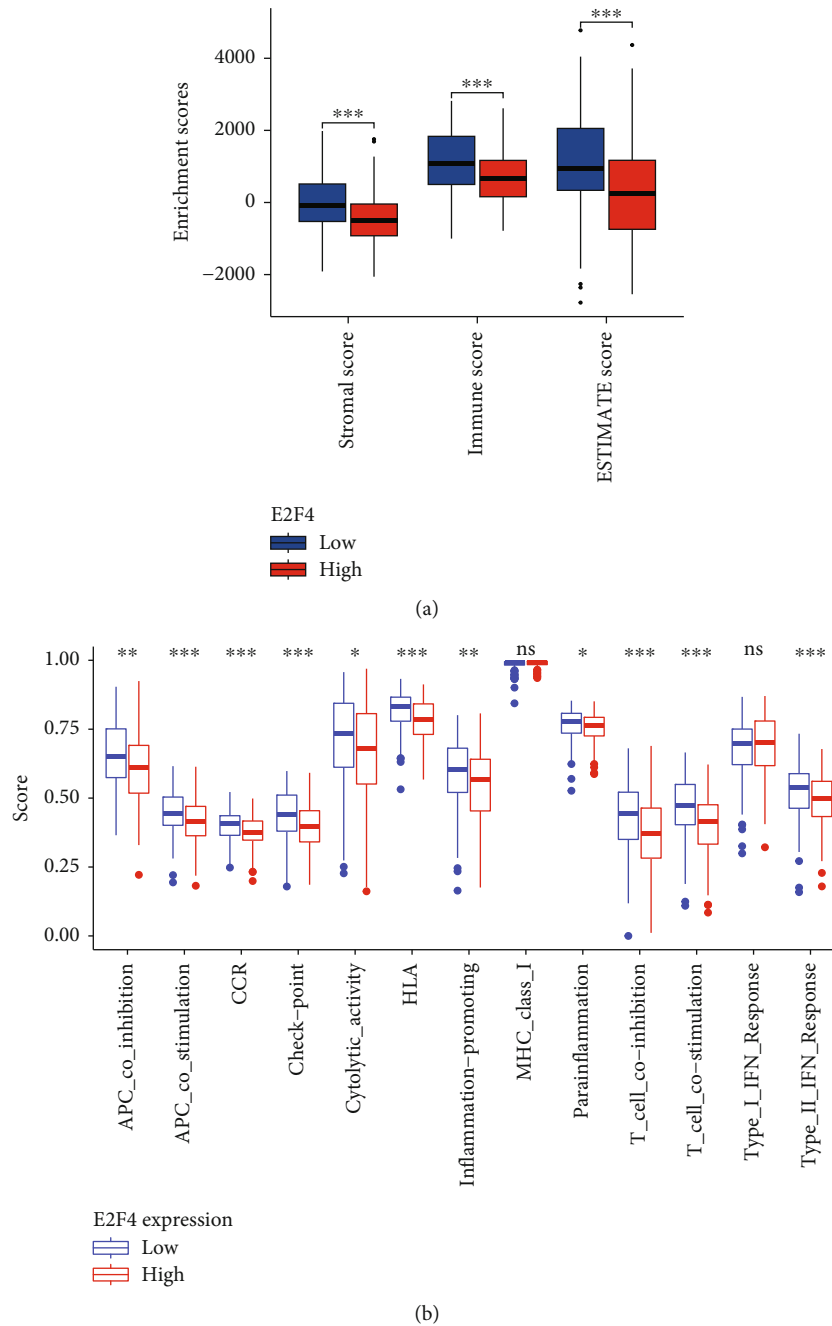 ***
***
***
4000
2000
0
−2000
Enrichment scores
Stromal score
Immune score
ESTIMATE score
E2F4
Low
High
(a)
** *** *** *** * *** ** ns * *** *** ns ***
1.00
0.75
0.50
0.25
0.00
Score
APC_co_inhibition
APC_co_stimulation
CCR
Check−point
Cytolytic_activity
HLA
Inflammation−promoting
MHC_class_I
Parainflammation
T_cell_co−inhibition
T_cell_co−stimulation
Type_I_IFN_Response
Type_II_IFN_Response
E2F4 expression
Low
High
(b)